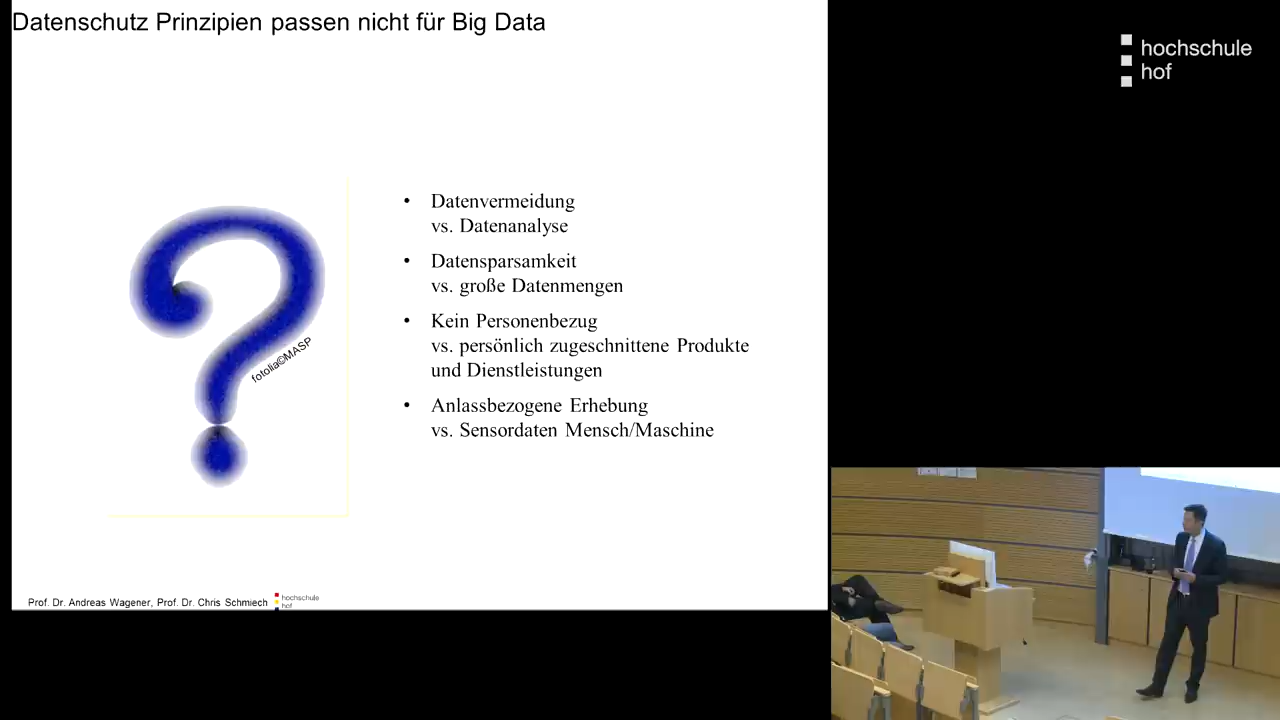 Datenschutz Prinzipien passen nicht für Big Data
hochschule
hof
• Datenvermeidung
vs. Datenanalyse
• Datensparsamkeit
vs. große Datenmengen
• Kein Personenbezug
vs. persönlich zugeschnittene Produkte
und Dienstleistungen
• Anlassbezogene Erhebung
vs. Sensordaten Mensch/Maschine
fotolia©MASP
Prof. Dr. Andreas Wagener, Prof. Dr. Chris Schmiech
hochschule
hof